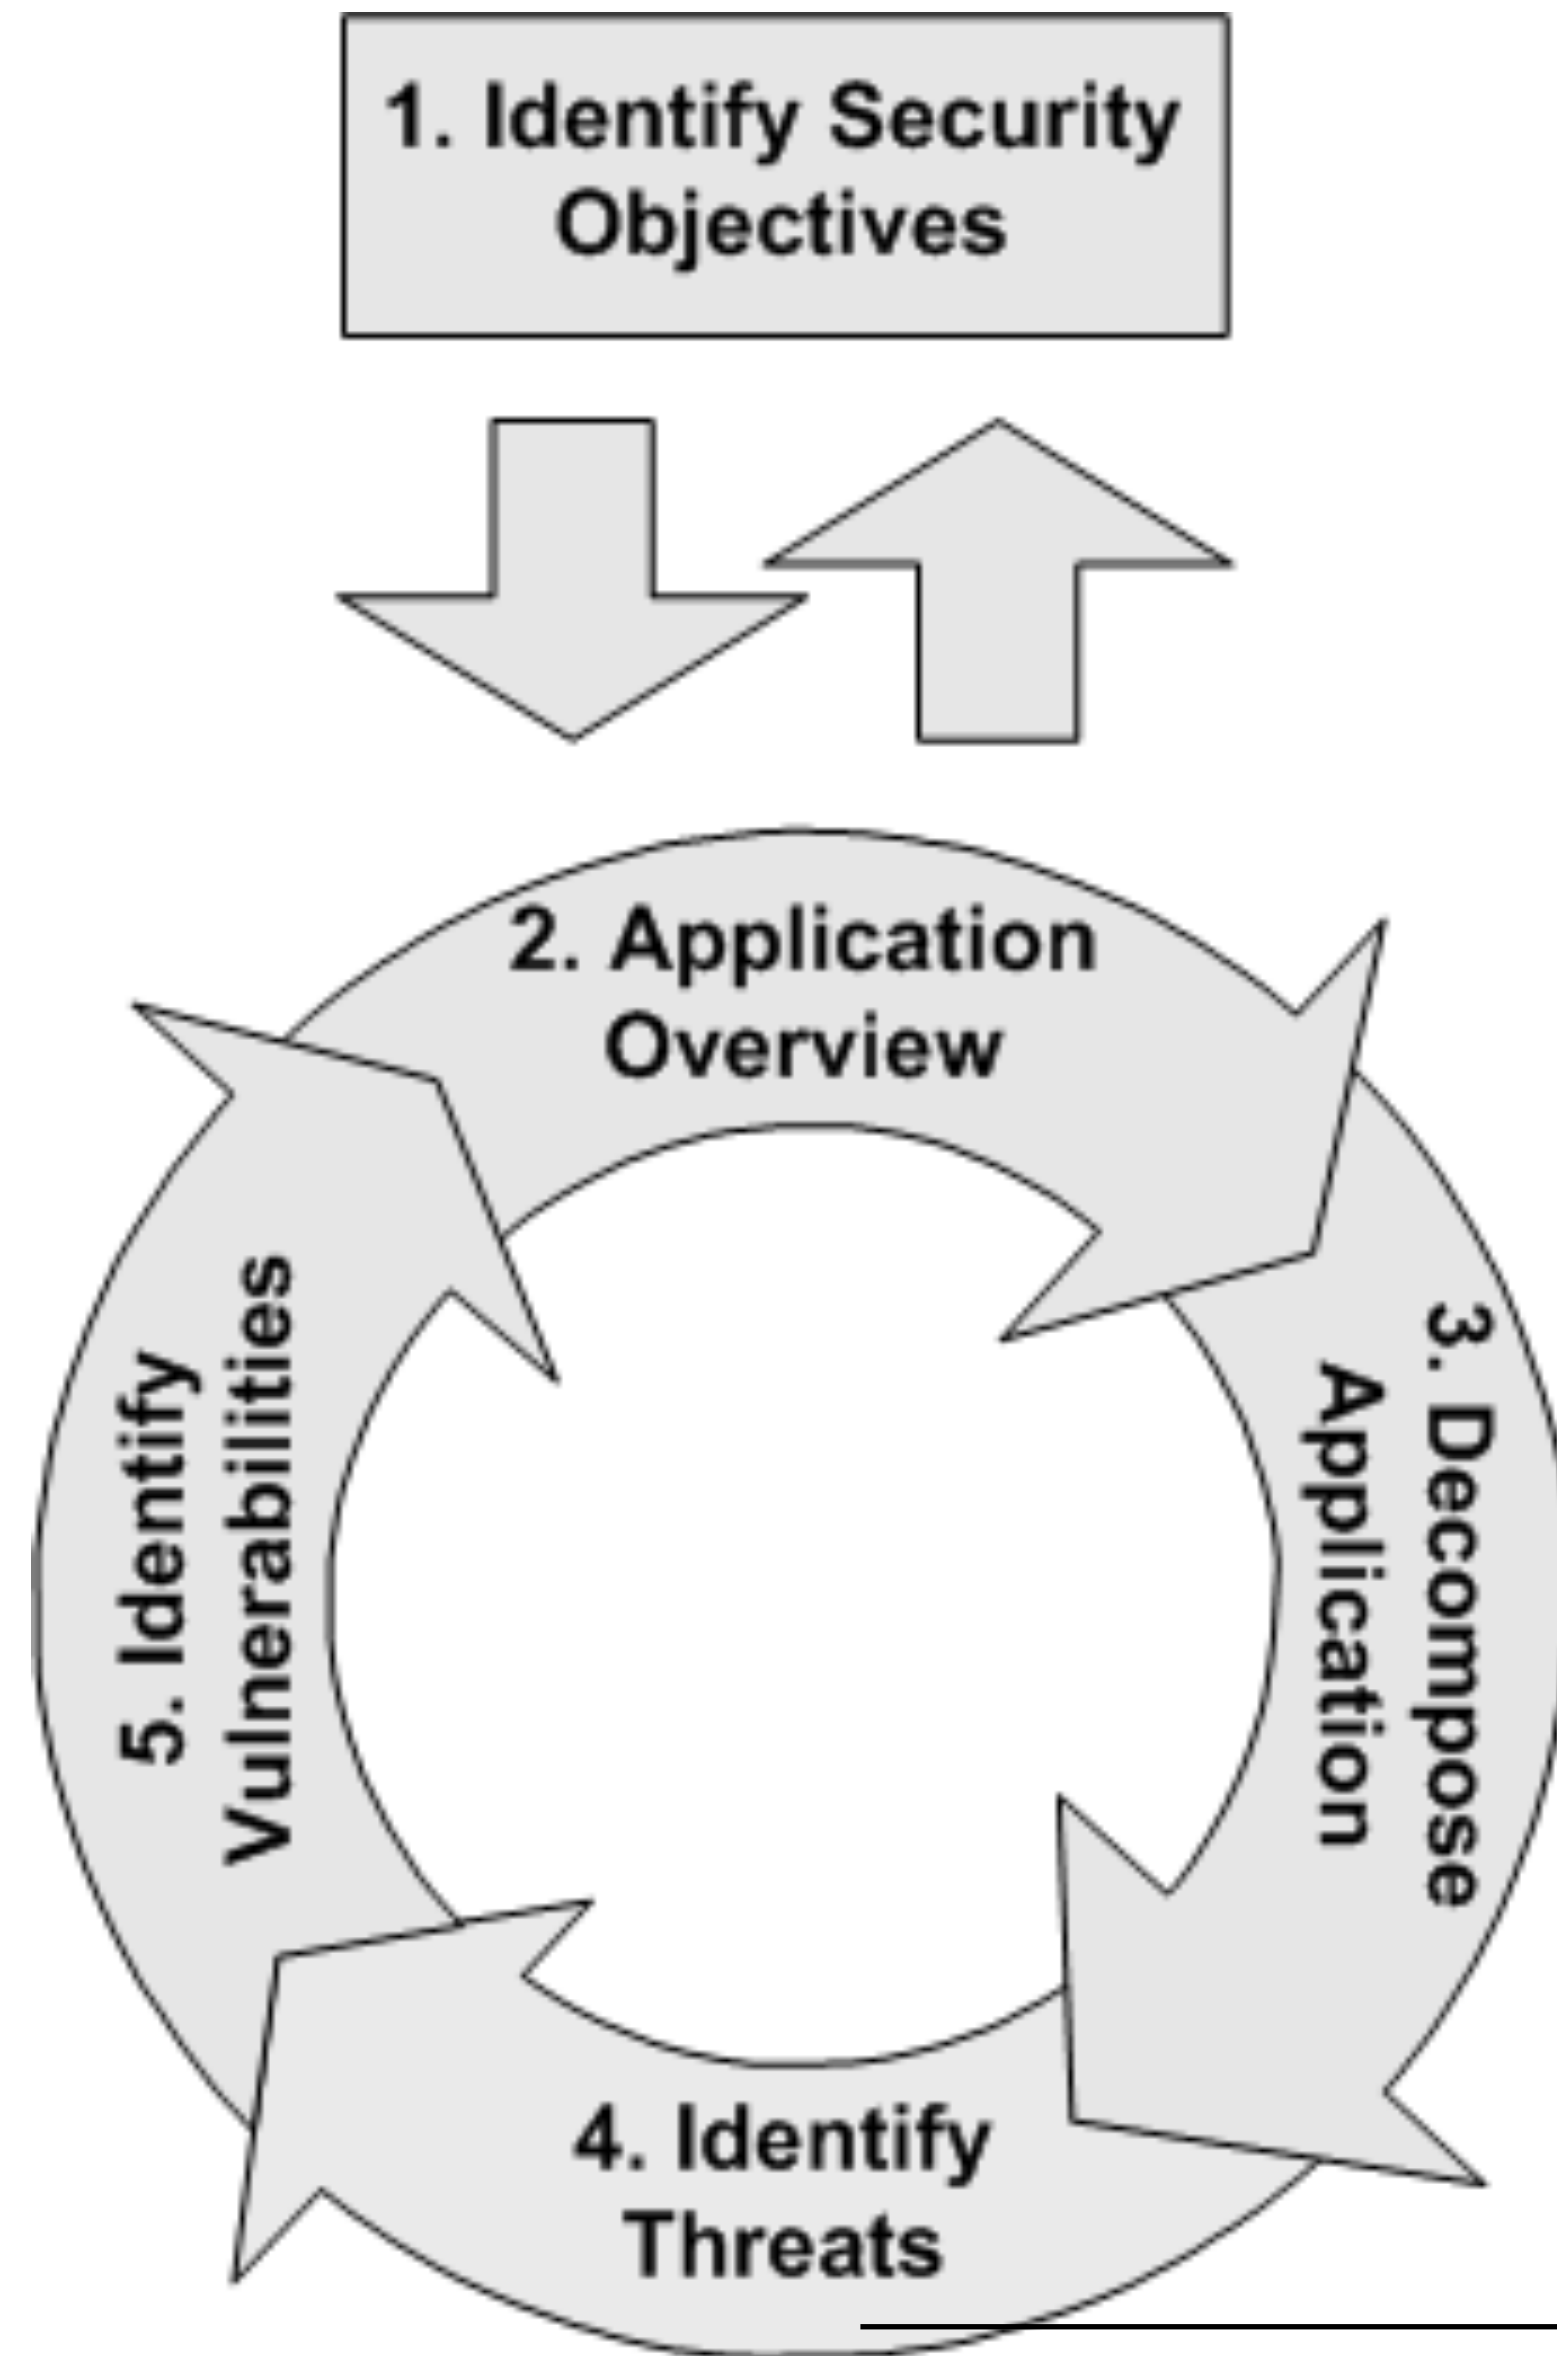 1. Identify Security
Objectives
2. Application
Overview
3. Decompose
Application
4. Identify
Threats
5. Identify
Vulnerabilities